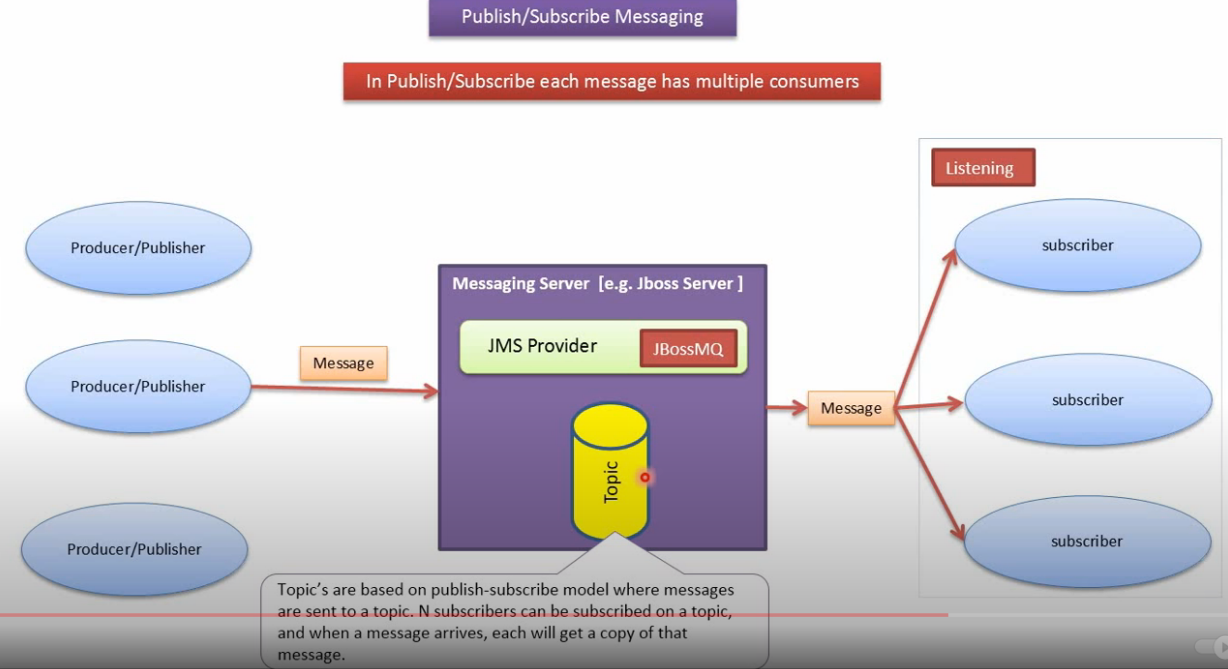 Publish/Subscribe Messaging
In Publish/Subscribe each message has multiple consumers
Listening
Producer/Publisher
subscriber
Messaging Server [e.g. Jboss Server ]
JMS Provider
JBossMQ
Message
Producer/Publisher
Message
subscriber
Topic
Producer/Publisher
subscriber
Topic's are based on publish-subscribe model where messages
are sent to a topic. N subscribers can be subscribed on a topic,
and when a message arrives, each will get a copy of that
message.